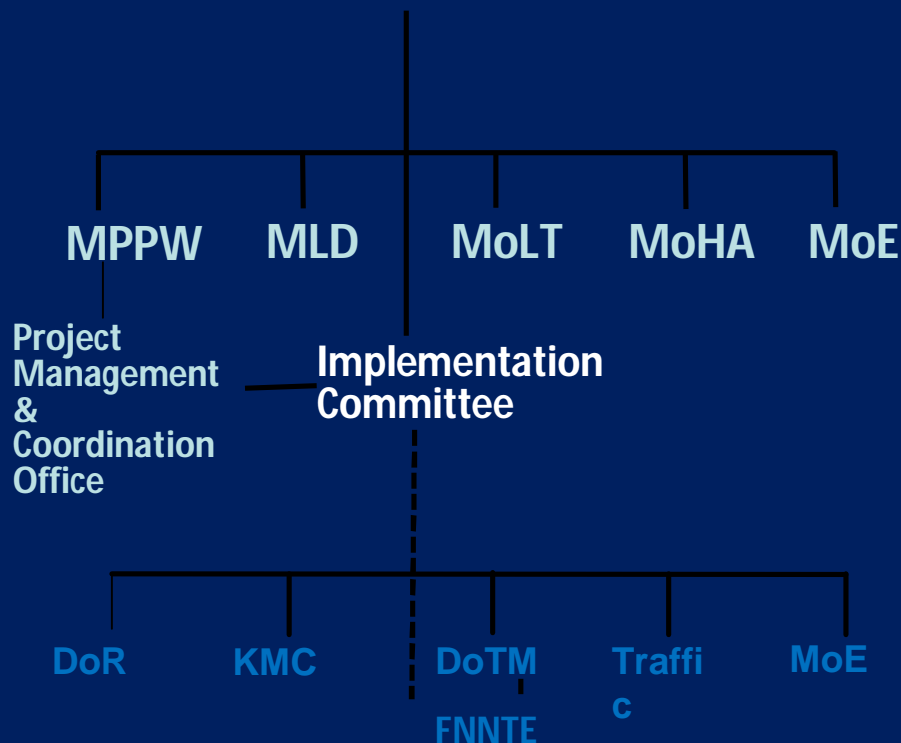 MPPW MLD MoLT MoHA MoE
Project
Management
&
Coordination
Office
Implementation
Committee
DoR KMC DoTM Traffi MoE
c
FNNTE